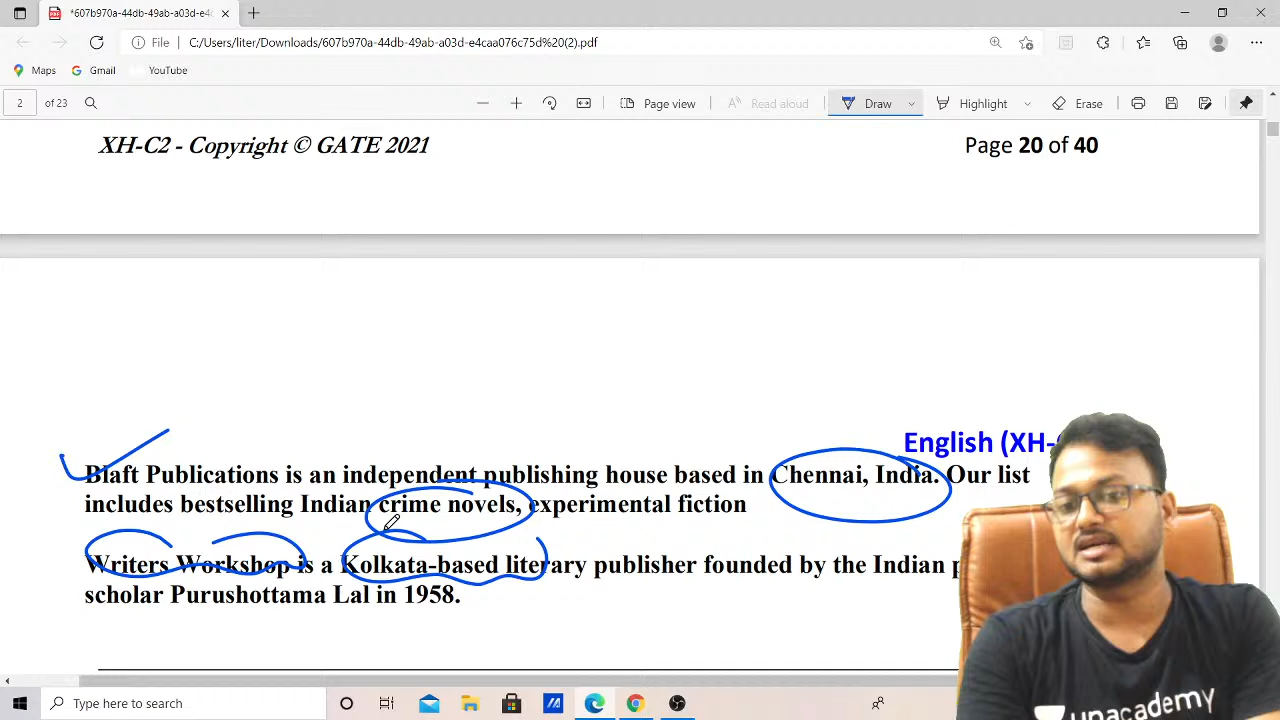 *607b970a-44db-49ab-a03d-e4c
File
C:/Users/liter/Downloads/607b970a-44db-49ab-a03d-e4caa076c75d%20(2).pdf
Maps
Gmail
YouTube
2 of 23
Page view
Read aloud
Draw
Highlight
Erase
XH-C2 - Copyright © GATE 2021
Page 20 of 40
English (XH-
Blaft Publications is an independent publishing house based in Chennai, India. Our list
includes bestselling Indian crime novels, experimental fiction
Writers Workshop is a Kolkata-based literary publisher founded by the Indian p
scholar Purushottama Lal in 1958.
unacademy
Type here to search